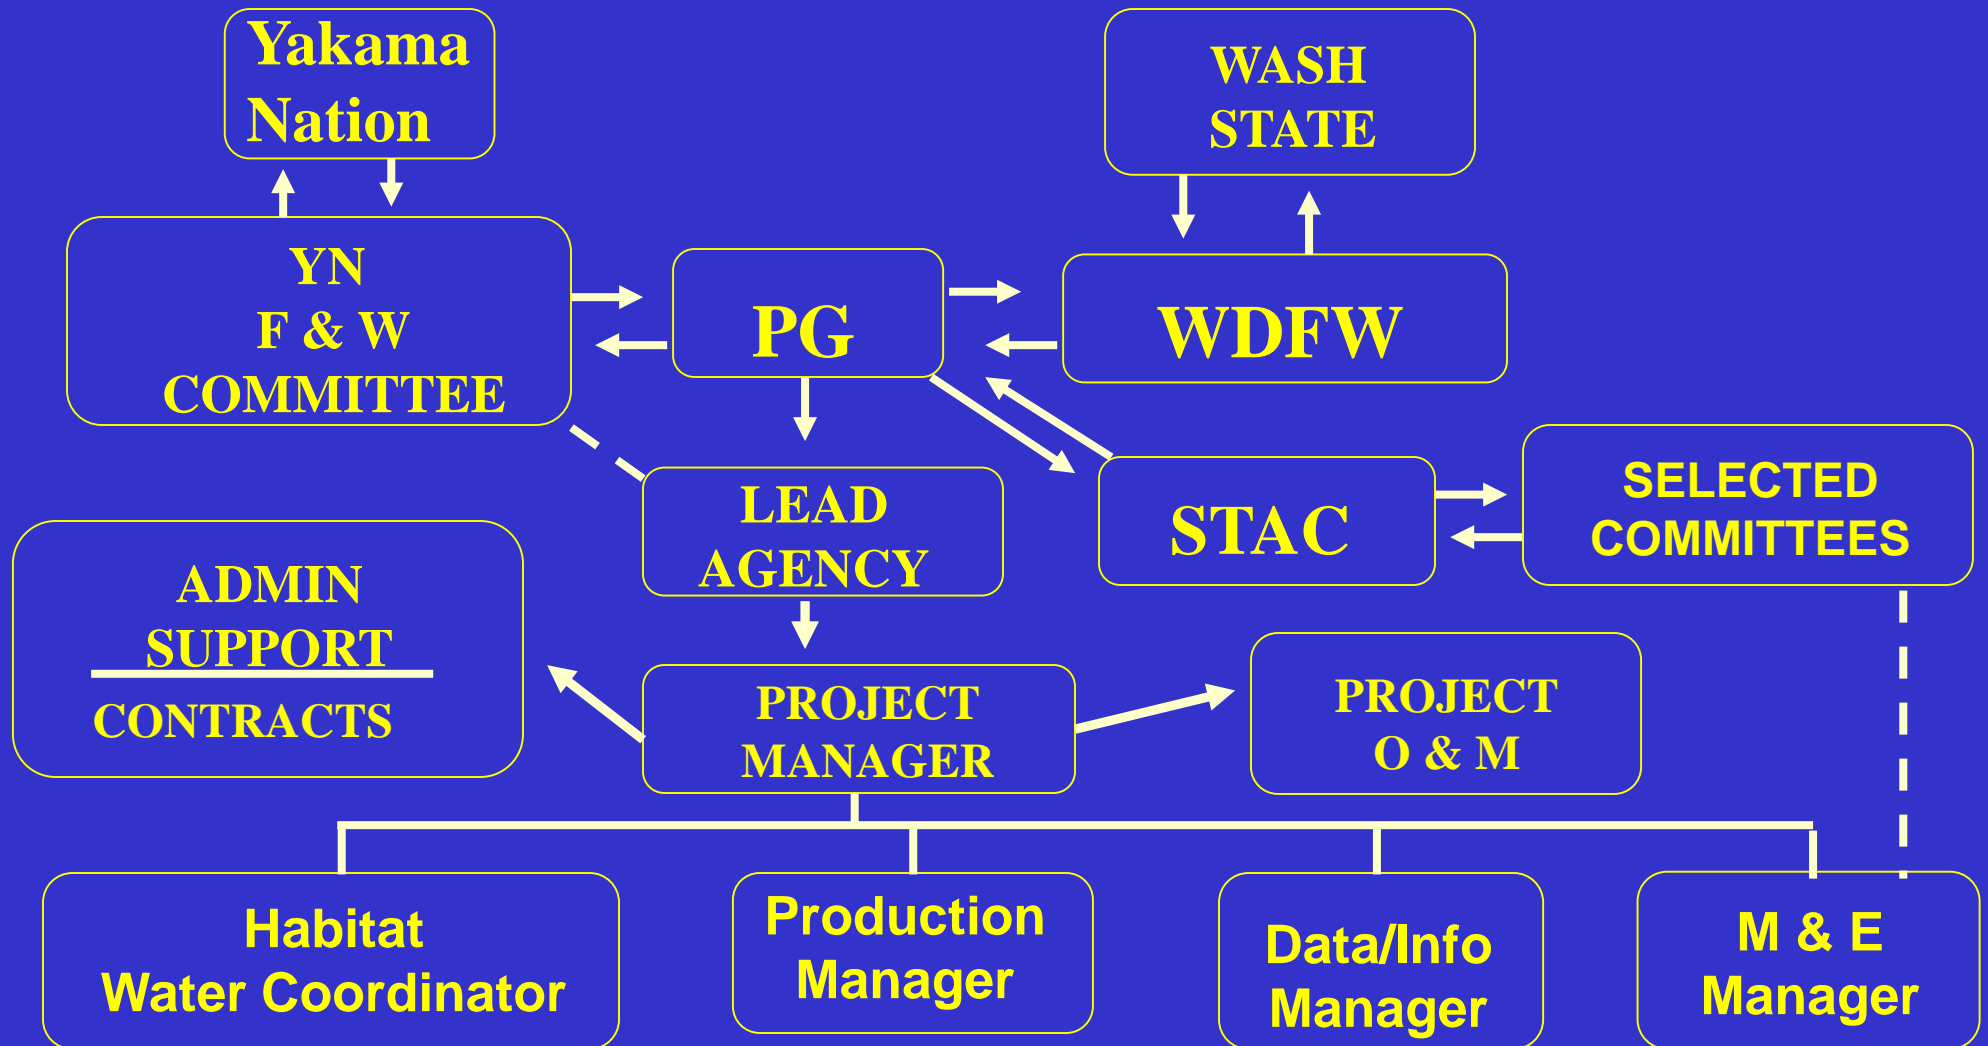 Yakama
Nation
WASH
STATE
YN
F & W
COMMITTEE
PG
WDFW
LEAD
AGENCY
STAC
SELECTED
COMMITTEES
ADMIN
SUPPORT
CONTRACTS
PROJECT
MANAGER
PROJECT
O & M
Habitat
Water Coordinator
Production
Manager
Data/Info
Manager
M & E
Manager